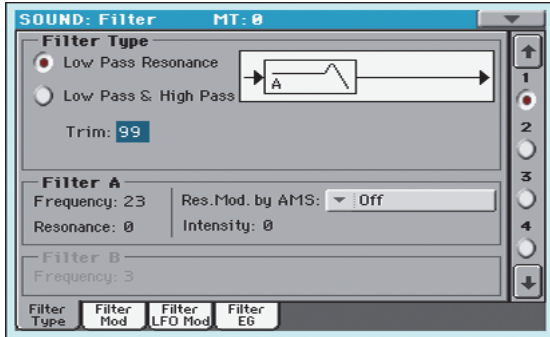 SOUND: Filter MT: 0
Filter Type
Low Pass Resonance
A
Low Pass & High Pass
Trim: 99
Filter A
Frequency: 23 Res.Mod. by AMS: Off
Resonance: 0 Intensity: 0
Filter B
Frequency: 3
1
2
3
4
Filter Type Filter Mod Filter LFO Mod Filter EG